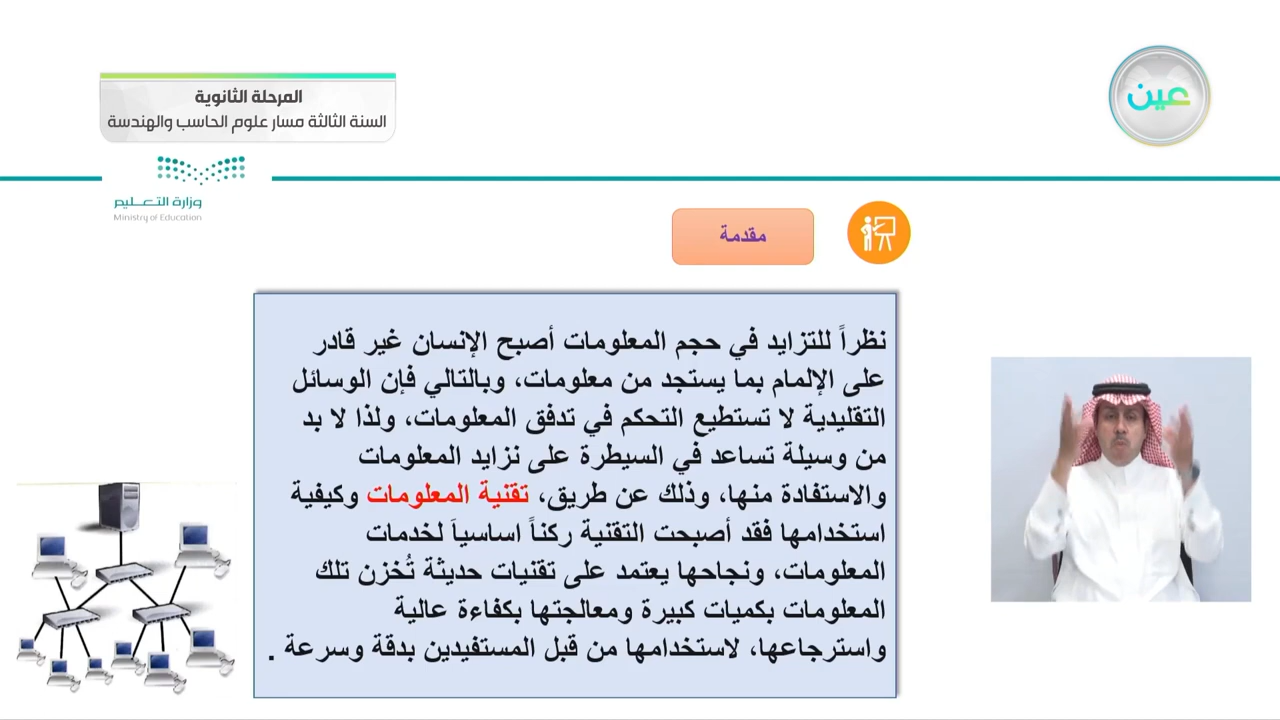 المرحلة الثانوية
السنة الثالثة مسار علوم الحاسب والهندسة
عين
وزارة التعـليم
Ministry of Education
مقدمة
نظراً للتزايد في حجم المعلومات أصبح الإنسان غير قادر
على الإلمام بما يستجد من معلومات، وبالتالي فإن الوسائل
التقليدية لا تستطيع التحكم في تدفق المعلومات، ولذا لا بد
من وسيلة تساعد في السيطرة على نزايد المعلومات
والاستفادة منها، وذلك عن طريق، تقنية المعلومات وكيفية
استخدامها فقد أصبحت التقنية ركناً اساسياَ لخدمات
المعلومات، ونجاحها يعتمد على تقنيات حديثة تُخزن تلك
المعلومات بكميات كبيرة ومعالجتها بكفاءة عالية
واسترجاعها، لاستخدامها من قبل المستفيدين بدقة وسرعة .